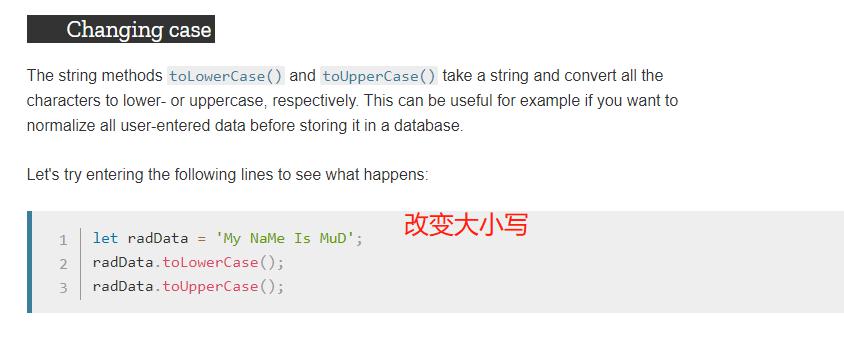 Changing case
The string methods toLowerCase() and toUpperCase() take a string and convert all the
characters to lower- or uppercase, respectively. This can be useful for example if you want to
normalize all user-entered data before storing it in a database.
Let's try entering the following lines to see what happens:
改变大小写
1 let radData = 'My NaMe Is MuD';
2 radData.toLowerCase();
3 radData.toUpperCase();